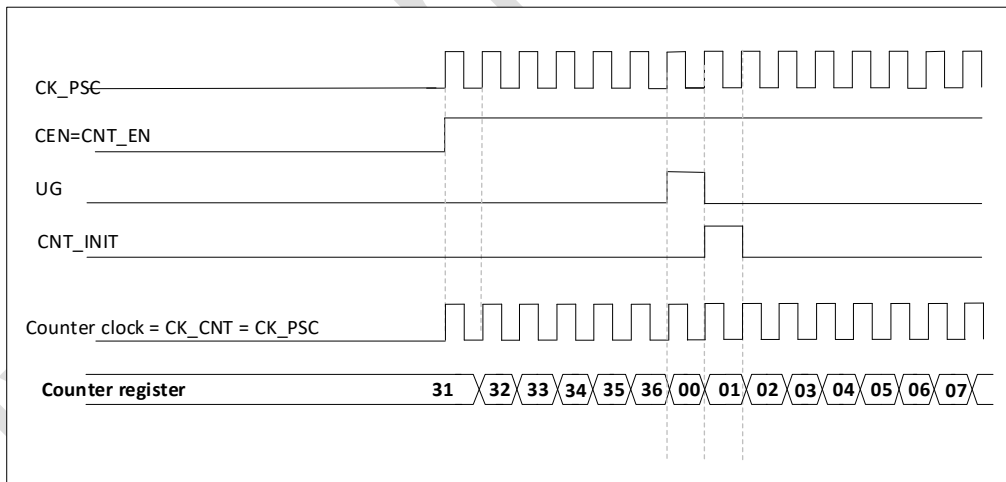 CK_PSC
CEN=CNT_EN
UG
CNT_INIT
Counter clock = CK_CNT = CK_PSC
Counter register 31 32 33 34 35 36 00 01 02 03 04 05 06 07